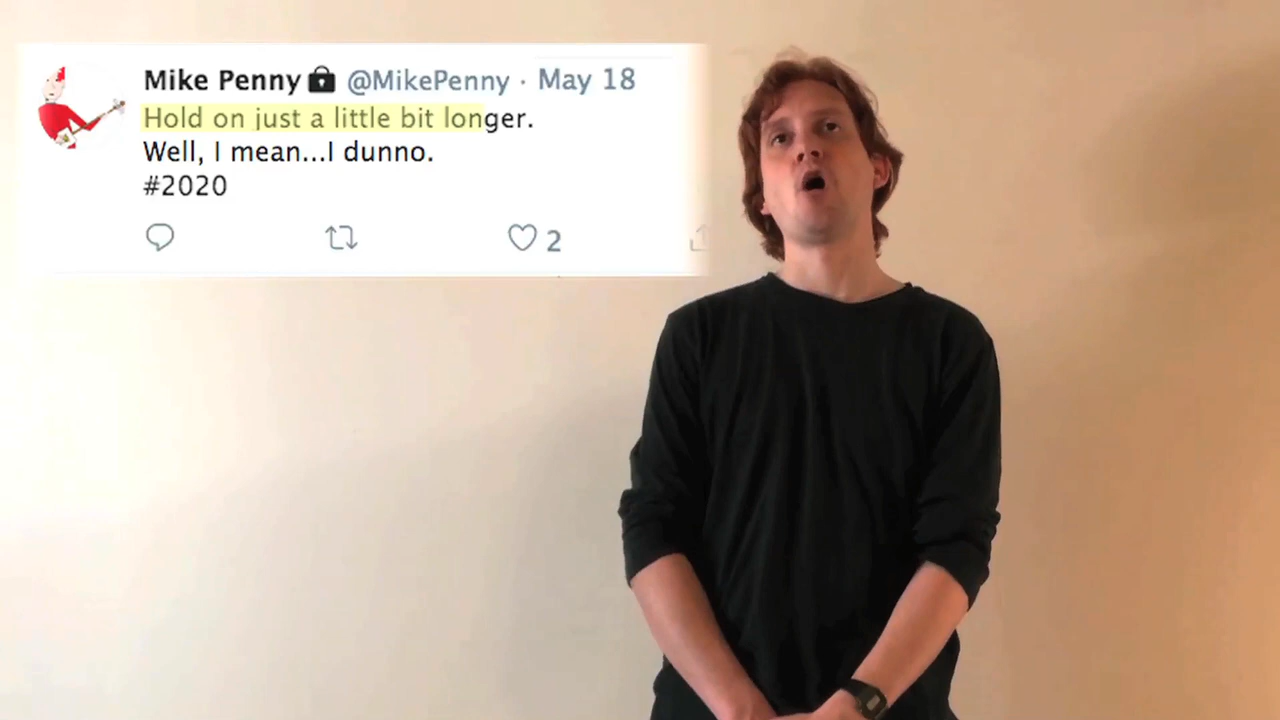 Mike Penny @MikePenny · May 18
Hold on just a little bit longer.
Well, I mean...I dunno.
#2020
2